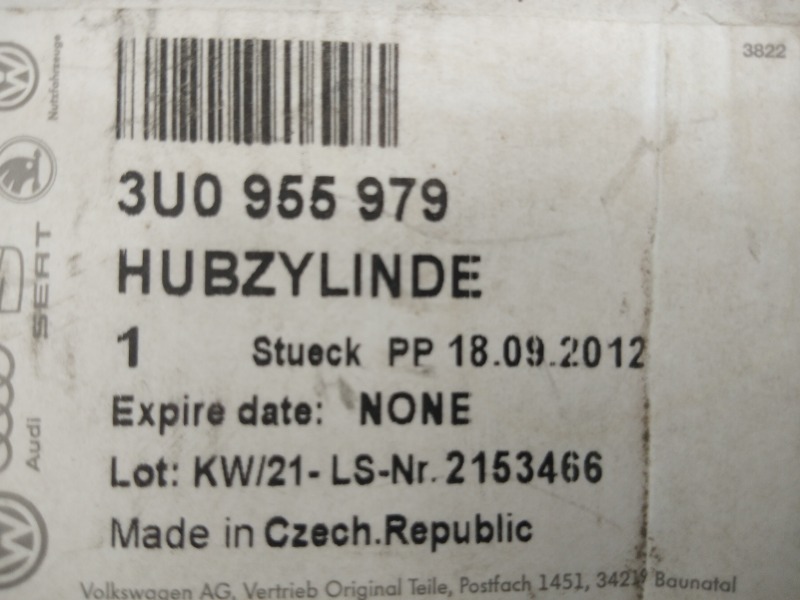 3822
Nutzfahrzeuge
3U0 955 979
HUBZYLINDE
SEAT
1 Stueck PP 18.09.2012
Expire date: NONE
Audi
Lot: KW/21- LS-Nr. 2153466
Made in Czech.Republic
Volkswagen AG, Vertrieb Original Teile, Postfach 1451, 34219 Baunatal